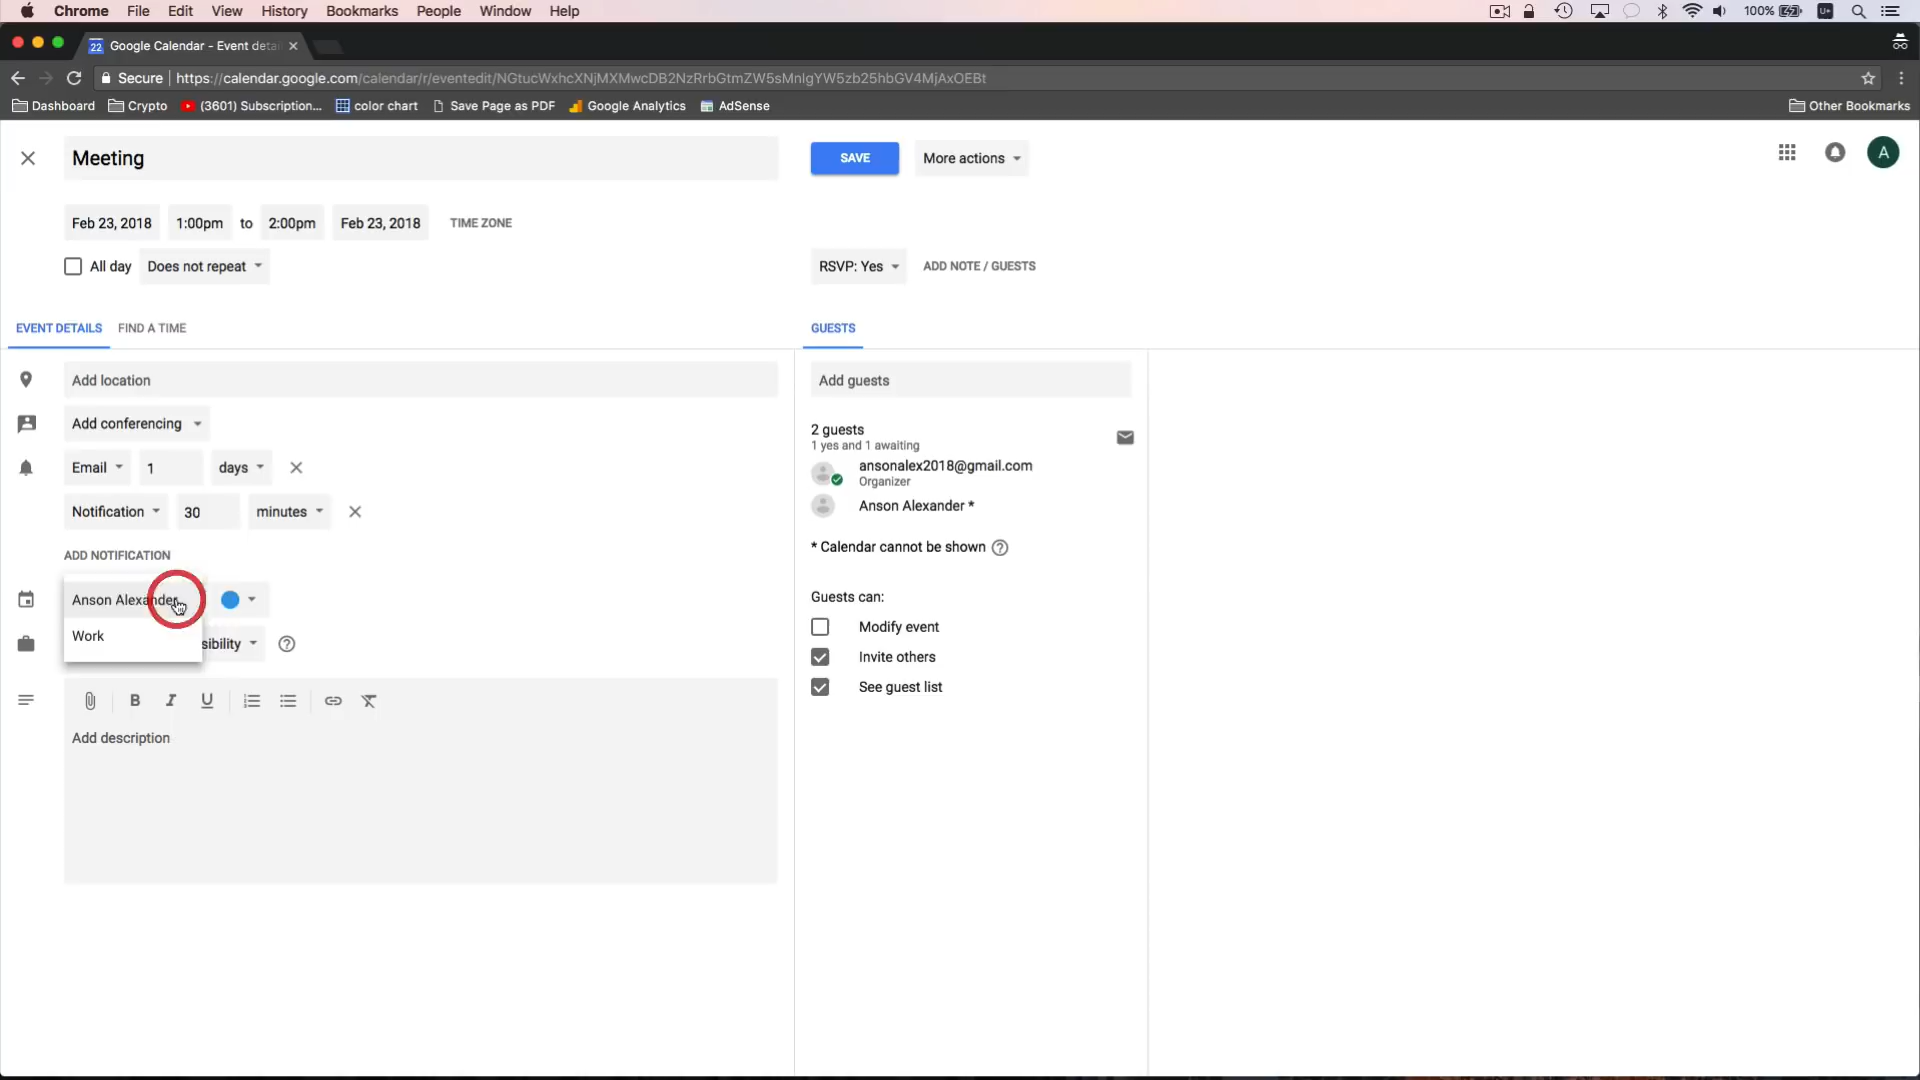 Chrome File Edit View History Bookmarks People Window Help 100%
22 Google Calendar - Event detai
Secure https://calendar.google.com/calendar/r/eventedit/NGtucWxhcXNjMXMwcDB2NzRrbGtmZW5sMnIgYW5zb25hbGV4MjAxOEBt
Dashboard Crypto (3601) Subscription... color chart Save Page as PDF Google Analytics AdSense Other Bookmarks
Meeting SAVE More actions A
Feb 23, 2018 1:00pm to 2:00pm Feb 23, 2018 TIME ZONE
All day Does not repeat RSVP: Yes ADD NOTE / GUESTS
EVENT DETAILS FIND A TIME GUESTS
Add location Add guests
Add conferencing
2 guests
1 yes and 1 awaiting
Email 1 days
ansonalex2018@gmail.com
Organizer
Notification 30 minutes
Anson Alexander *
ADD NOTIFICATION
* Calendar cannot be shown ?
Anson Alexander
Guests can:
Work sibility ?
Modify event
Invite others
See guest list
B I U
Add description